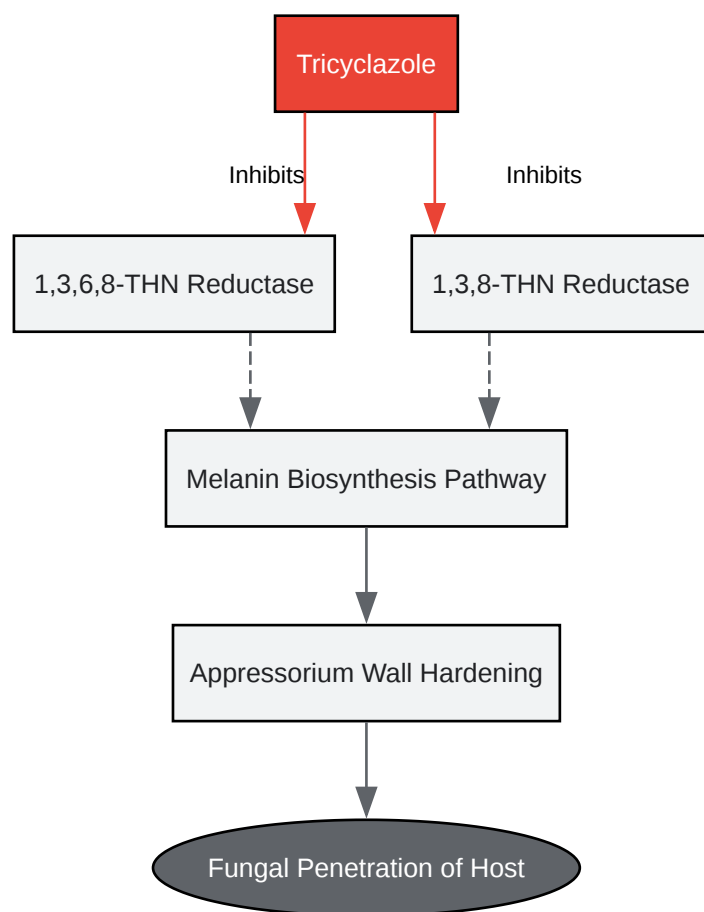 Tricyclazole
Inhibits
Inhibits
1,3,6,8-THN Reductase
1,3,8-THN Reductase
Melanin Biosynthesis Pathway
Appressorium Wall Hardening
Fungal Penetration of Host